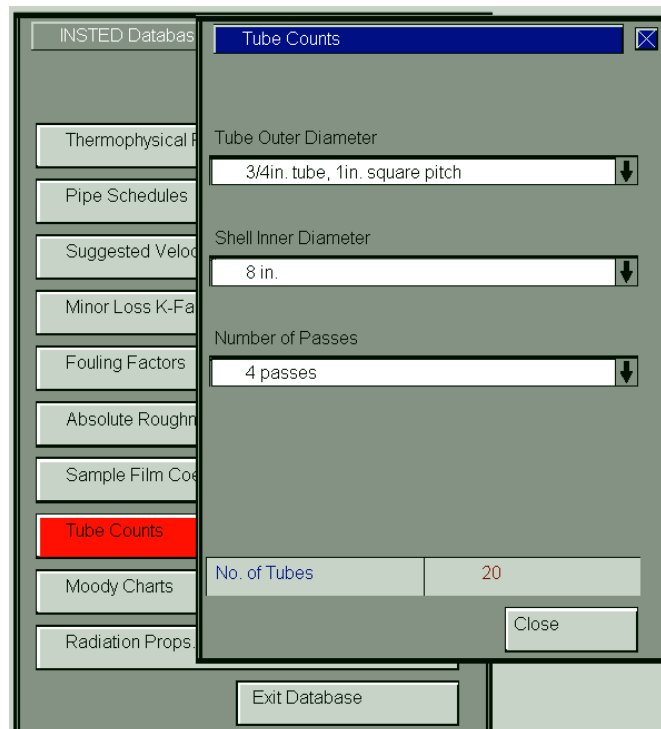 INSTED Databas
Tube Counts
Thermophysical
Tube Outer Diameter
3/4in. tube, 1in. square pitch
Pipe Schedules
Suggested Veloc
Shell Inner Diameter
8 in.
Minor Loss K-Fa
Number of Passes
4 passes
Fouling Factors
Absolute Roughn
Sample Film Coe
Tube Counts
No. of Tubes 20
Moody Charts
Close
Radiation Props.
Exit Database